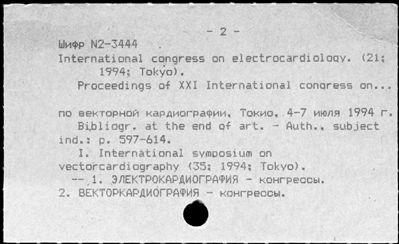 - 2 -
Шифр N2-3444
International congress on electrocardiology. (21;
1994; Tokyo).
Proceedings of XXI International congress on...
по векторной кардиографии, Токио, 4-7 июля 1994 г.
Bibliogr. at the end of art. - Auth., subject
ind.: p. 597-614.
I. International symposium on
vectorcardiography (35; 1994; Tokyo).
-- 1. ЭЛЕКТРОКАРДИОГРАФИЯ - конгрессы.
2. ВЕКТОРКАРДИОГРАФИЯ - конгрессы.